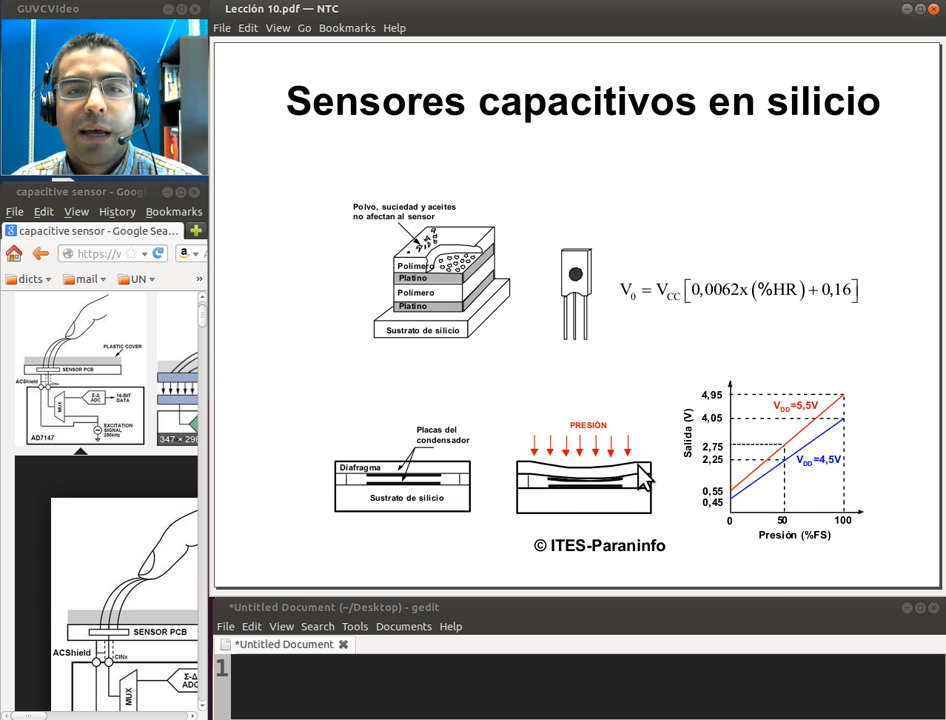 GUVCVIdeo
Lección 10.pdf — NTC
File Edit View Go Bookmarks Help
Sensores capacitivos en silicio
Polvo, suciedad y aceites
no afectan al sensor
Polímero
Platino
Polímero
Platino
Sustrato de silicio
V0 = VCC [0,0062x (%HR) + 0,16]
Placas del
condensador
Diafragma
Sustrato de silicio
PRESIÓN
Salida (V)
4,95
4,05
2,75
2,25
0,55
0,45
VDD=5,5V
VDD=4,5V
0 50 100
Presión (%FS)
© ITES-Paraninfo
capacitive sensor - Goog
File Edit View History Bookmarks
capacitive sensor - Google Sea...
https://v
dicts mail UN »
PLASTIC COVER
SENSOR PCB
ACShield
CINx
MUX
Σ-Δ
ADC
16-BIT
DATA
EXCITATION
SIGNAL
250kHz
AD7147
347 × 296
SENSOR PCB
ACShield
CINx
MUX
Σ-Δ
ADC
*Untitled Document (~/Desktop) - gedit
File Edit View Search Tools Documents Help
*Untitled Document
1